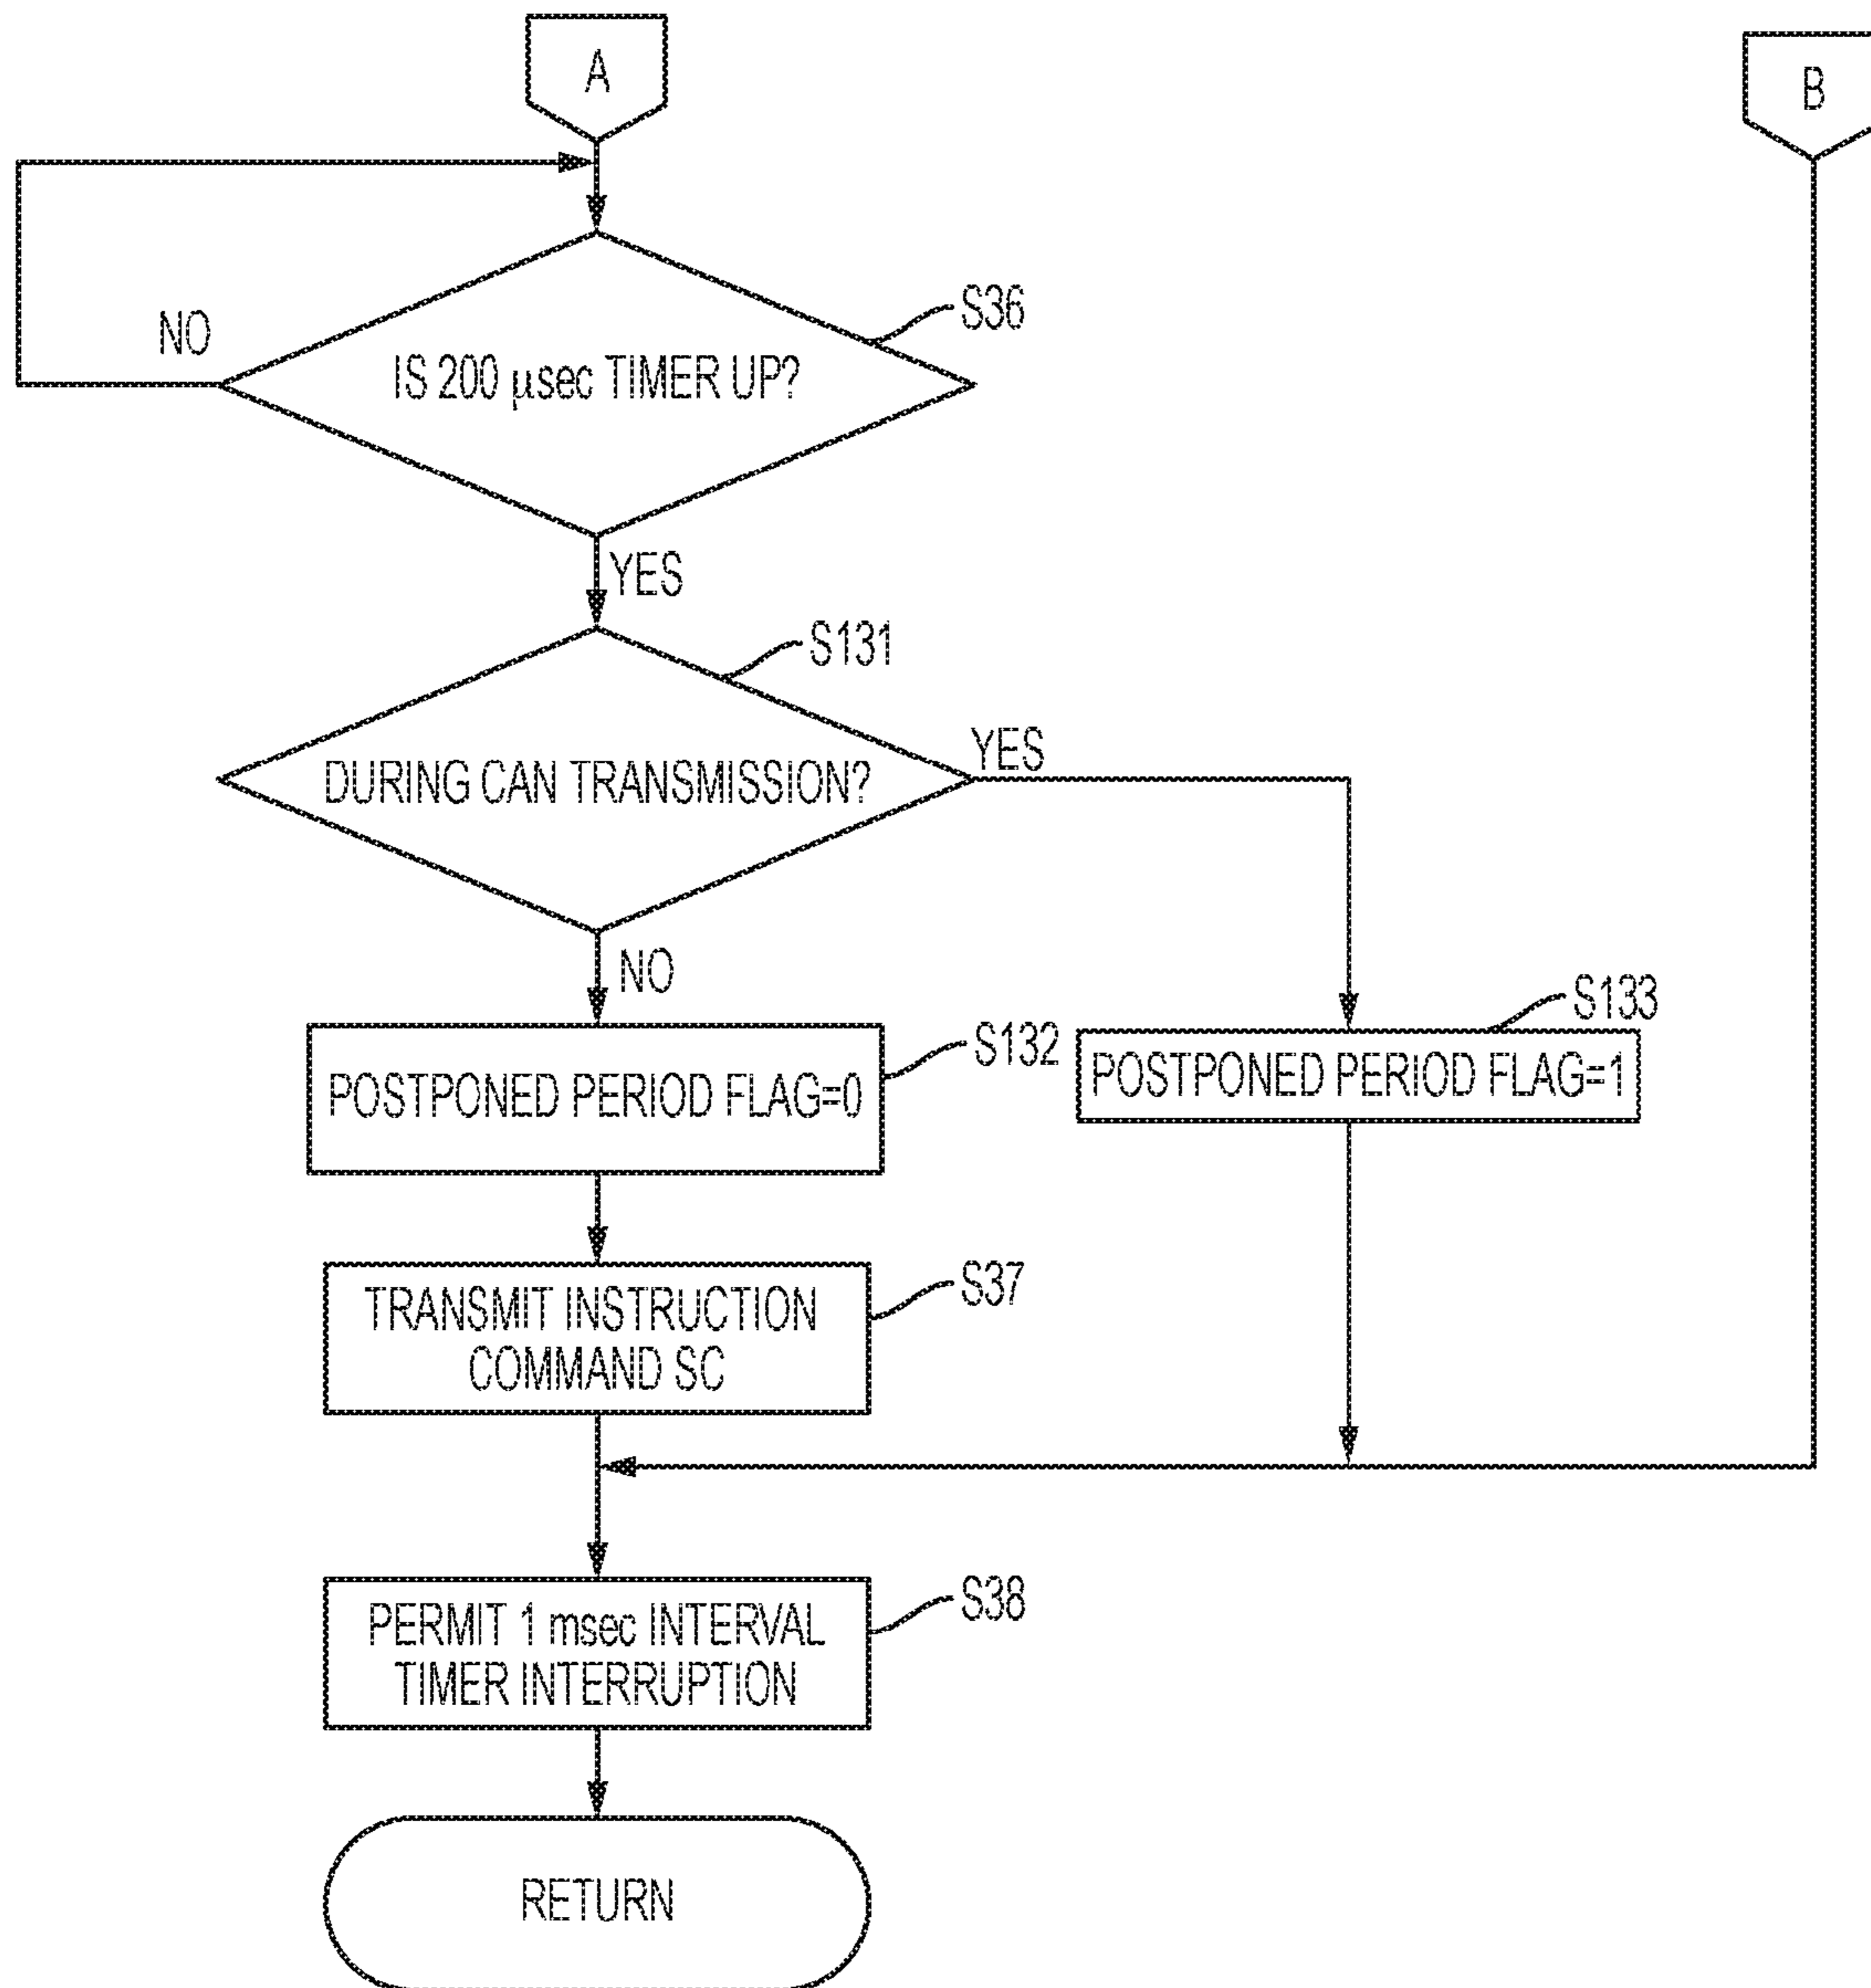 A
B
NO
S36
IS 200 μsec TIMER UP?
YES
S131
YES
DURING CAN TRANSMISSION?
NO
S132
S133
POSTPONED PERIOD FLAG=0
POSTPONED PERIOD FLAG=1
S37
TRANSMIT INSTRUCTION
COMMAND SC
S38
PERMIT 1 msec INTERVAL
TIMER INTERRUPTION
RETURN